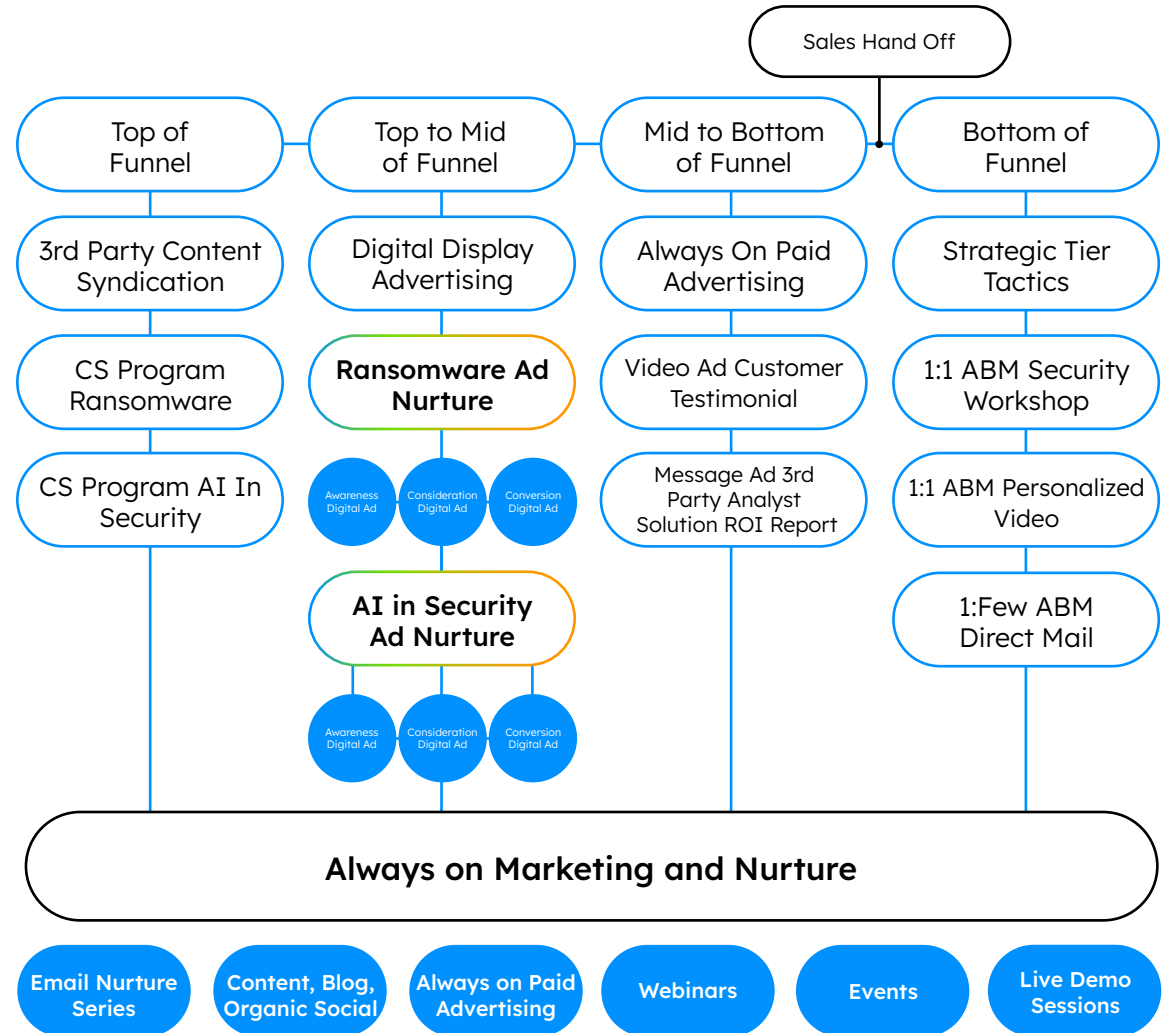 Sales Hand Off
Top of
Funnel
Top to Mid
of Funnel
Mid to Bottom
of Funnel
Bottom of
Funnel
3rd Party Content
Syndication
Digital Display
Advertising
Always On Paid
Advertising
Strategic Tier
Tactics
CS Program
Ransomware
Ransomware Ad
Nurture
Video Ad Customer
Testimonial
1:1 ABM Security
Workshop
CS Program AI In
Security
Awareness
Digital Ad
Consideration
Digital Ad
Conversion
Digital Ad
Message Ad 3rd
Party Analyst
Solution ROI Report
1:1 ABM Personalized
Video
AI in Security
Ad Nurture
1:Few ABM
Direct Mail
Awareness
Digital Ad
Consideration
Digital Ad
Conversion
Digital Ad
Always on Marketing and Nurture
Email Nurture
Series
Content, Blog,
Organic Social
Always on Paid
Advertising
Webinars
Events
Live Demo
Sessions